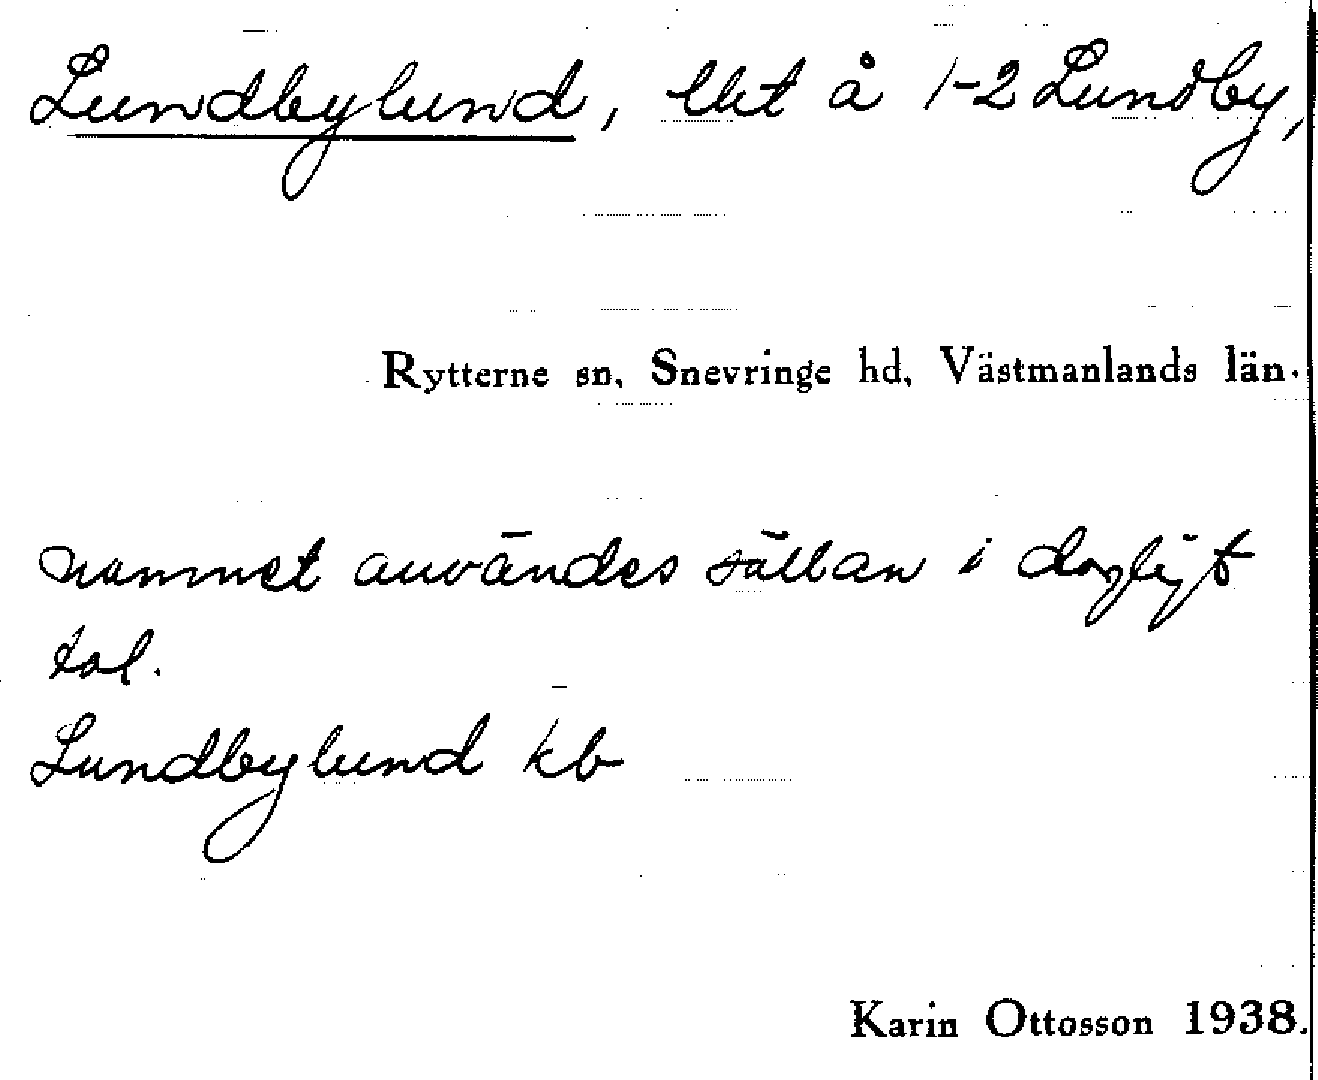 Lundbylund, lht å 1-2 Lundby,
Rytterne sn, Snevringe hd, Västmanlands län.
namnet användes sällan i dagligt
tal.
Lundbylund kb
Karin Ottosson 1938.